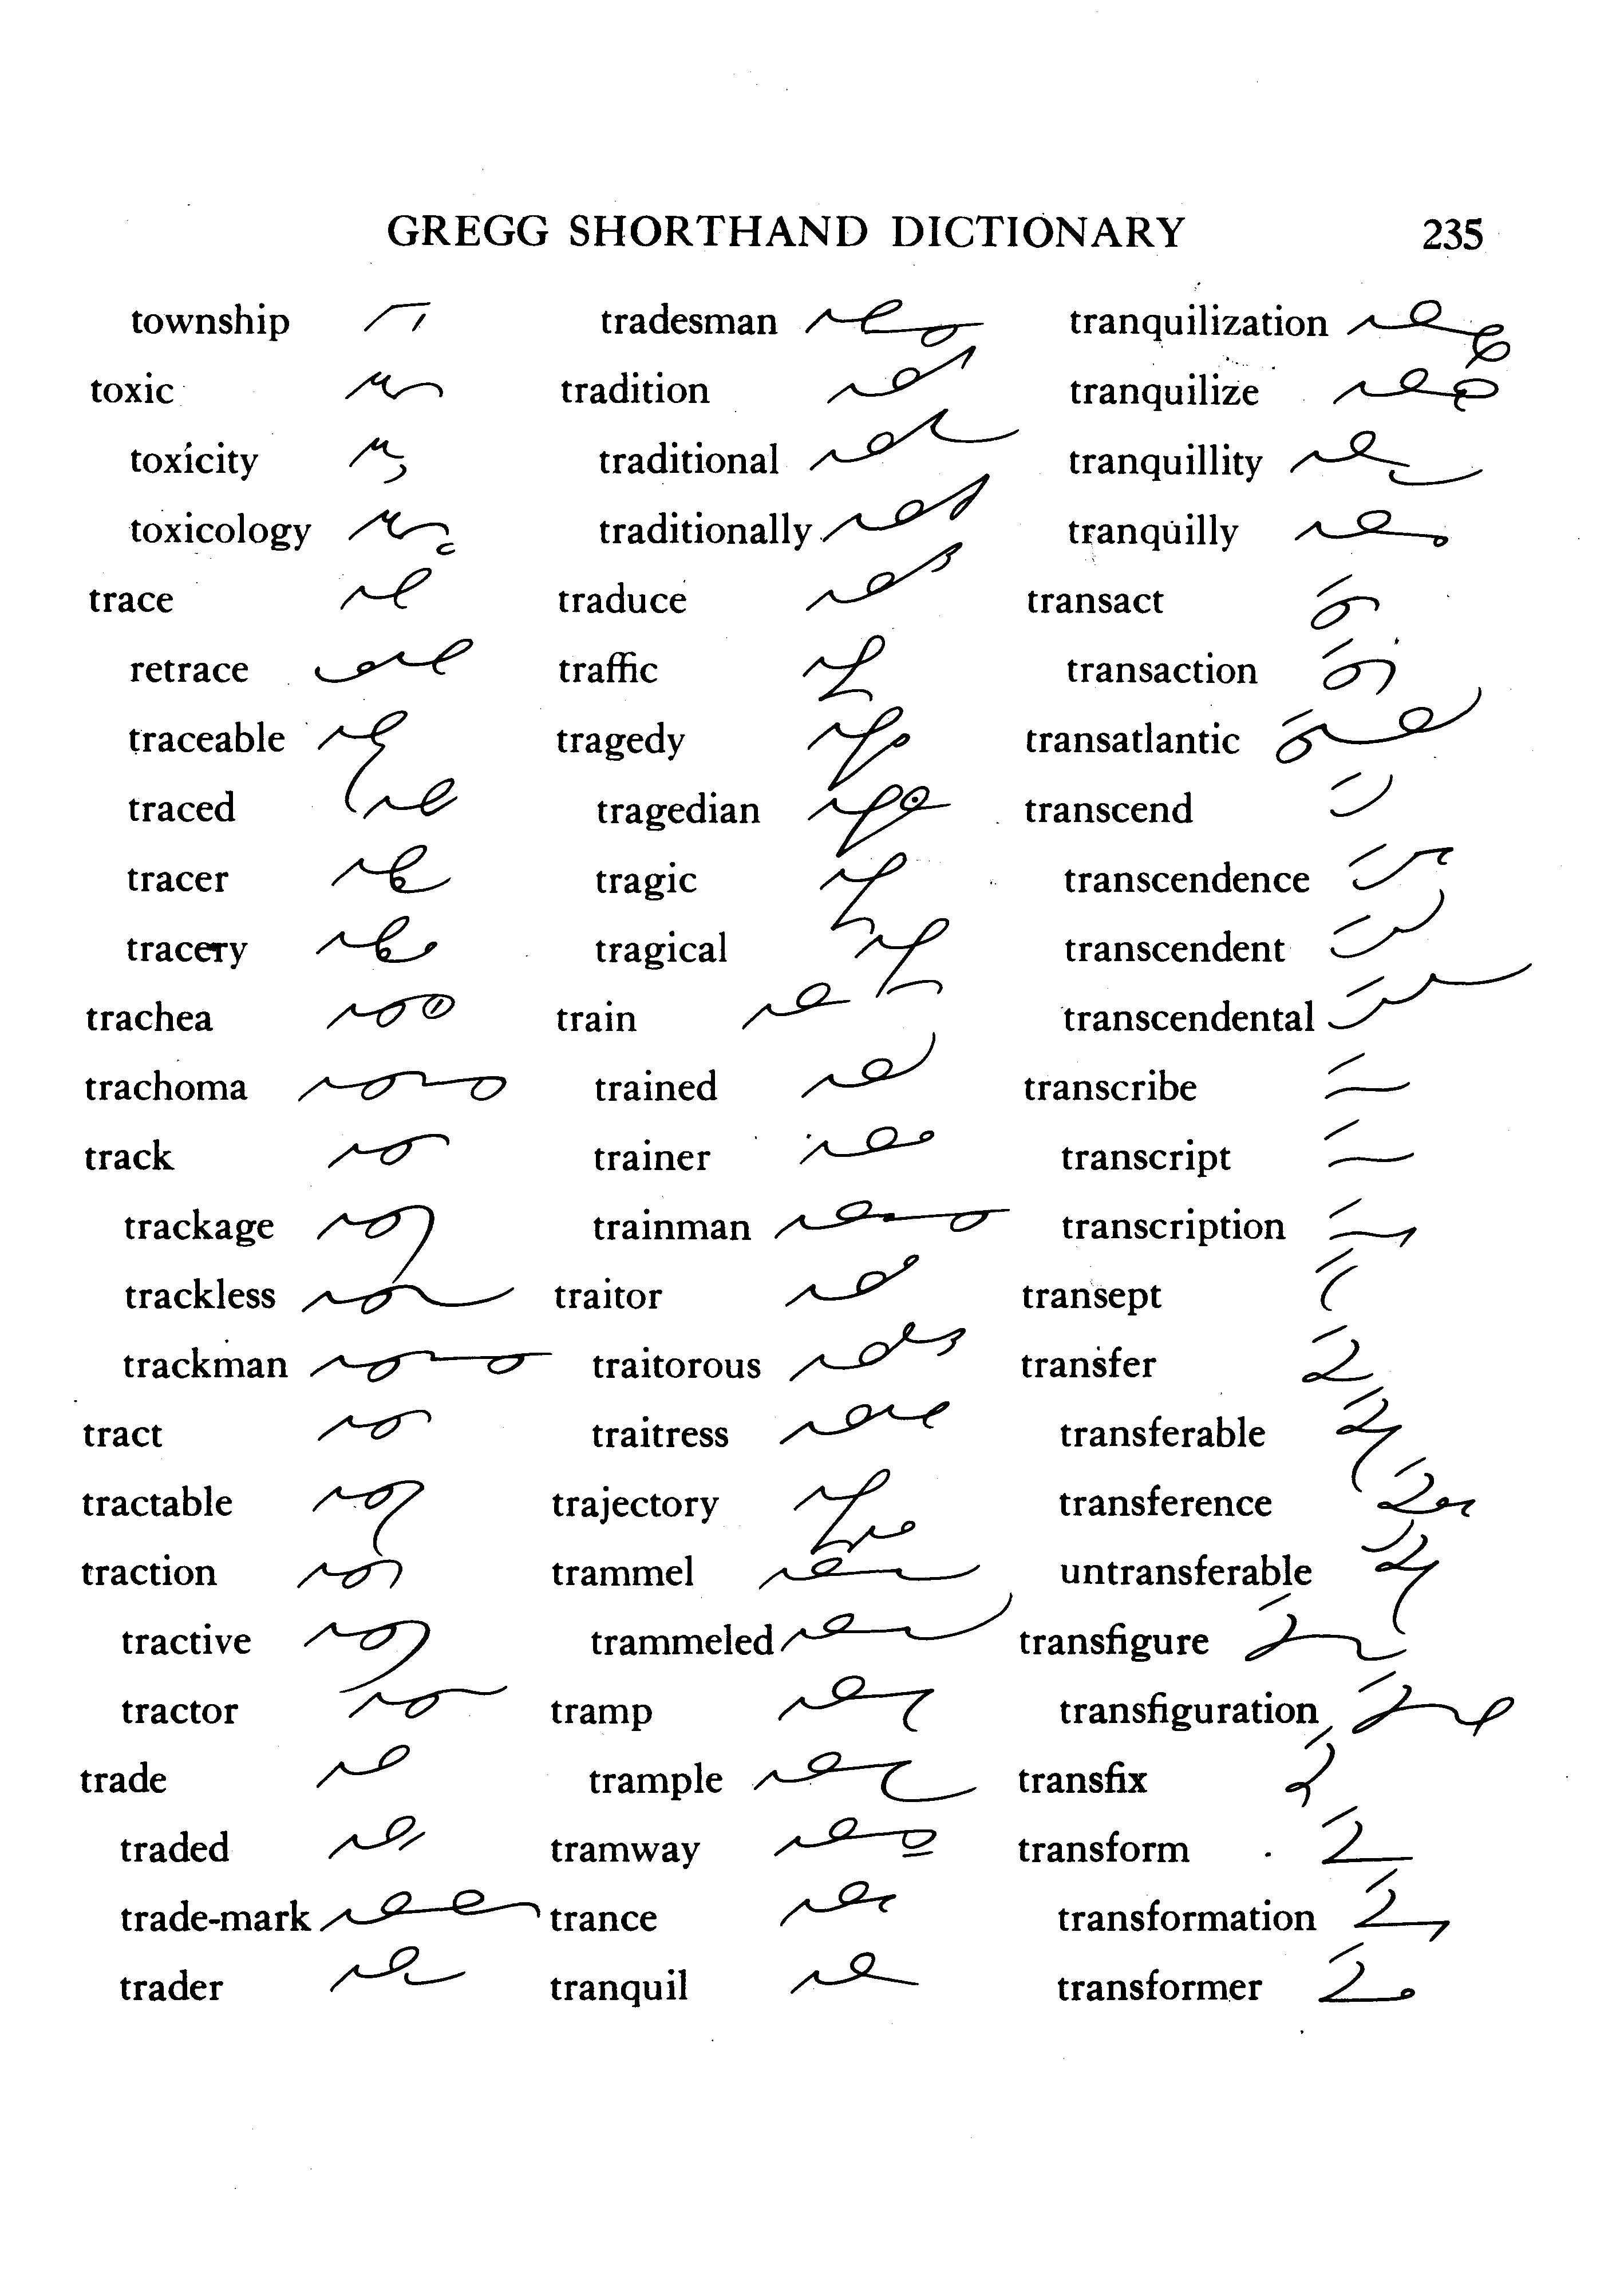 GREGG SHORTHAND DICTIONARY 235
township
toxic
toxicity
toxicology
trace
retrace
traceable
traced
tracer
tracery
trachea
trachoma
track
trackage
trackless
trackman
tract
tractable
traction
tractive
tractor
trade
traded
trade-mark
trader
tradesman
tradition
traditional
traditionally
traduce
traffic
tragedy
tragedian
tragic
tragical
train
trained
trainer
trainman
traitor
traitorous
traitress
trajectory
trammel
trammeled
tramp
trample
tramway
trance
tranquil
tranquilization
tranquilize
tranquillity
tranquilly
transact
transaction
transatlantic
transcend
transcendence
transcendent
transcendental
transcribe
transcript
transcription
transept
transfer
transferable
transference
untransferable
transfigure
transfiguration
transfix
transform
transformation
transformer